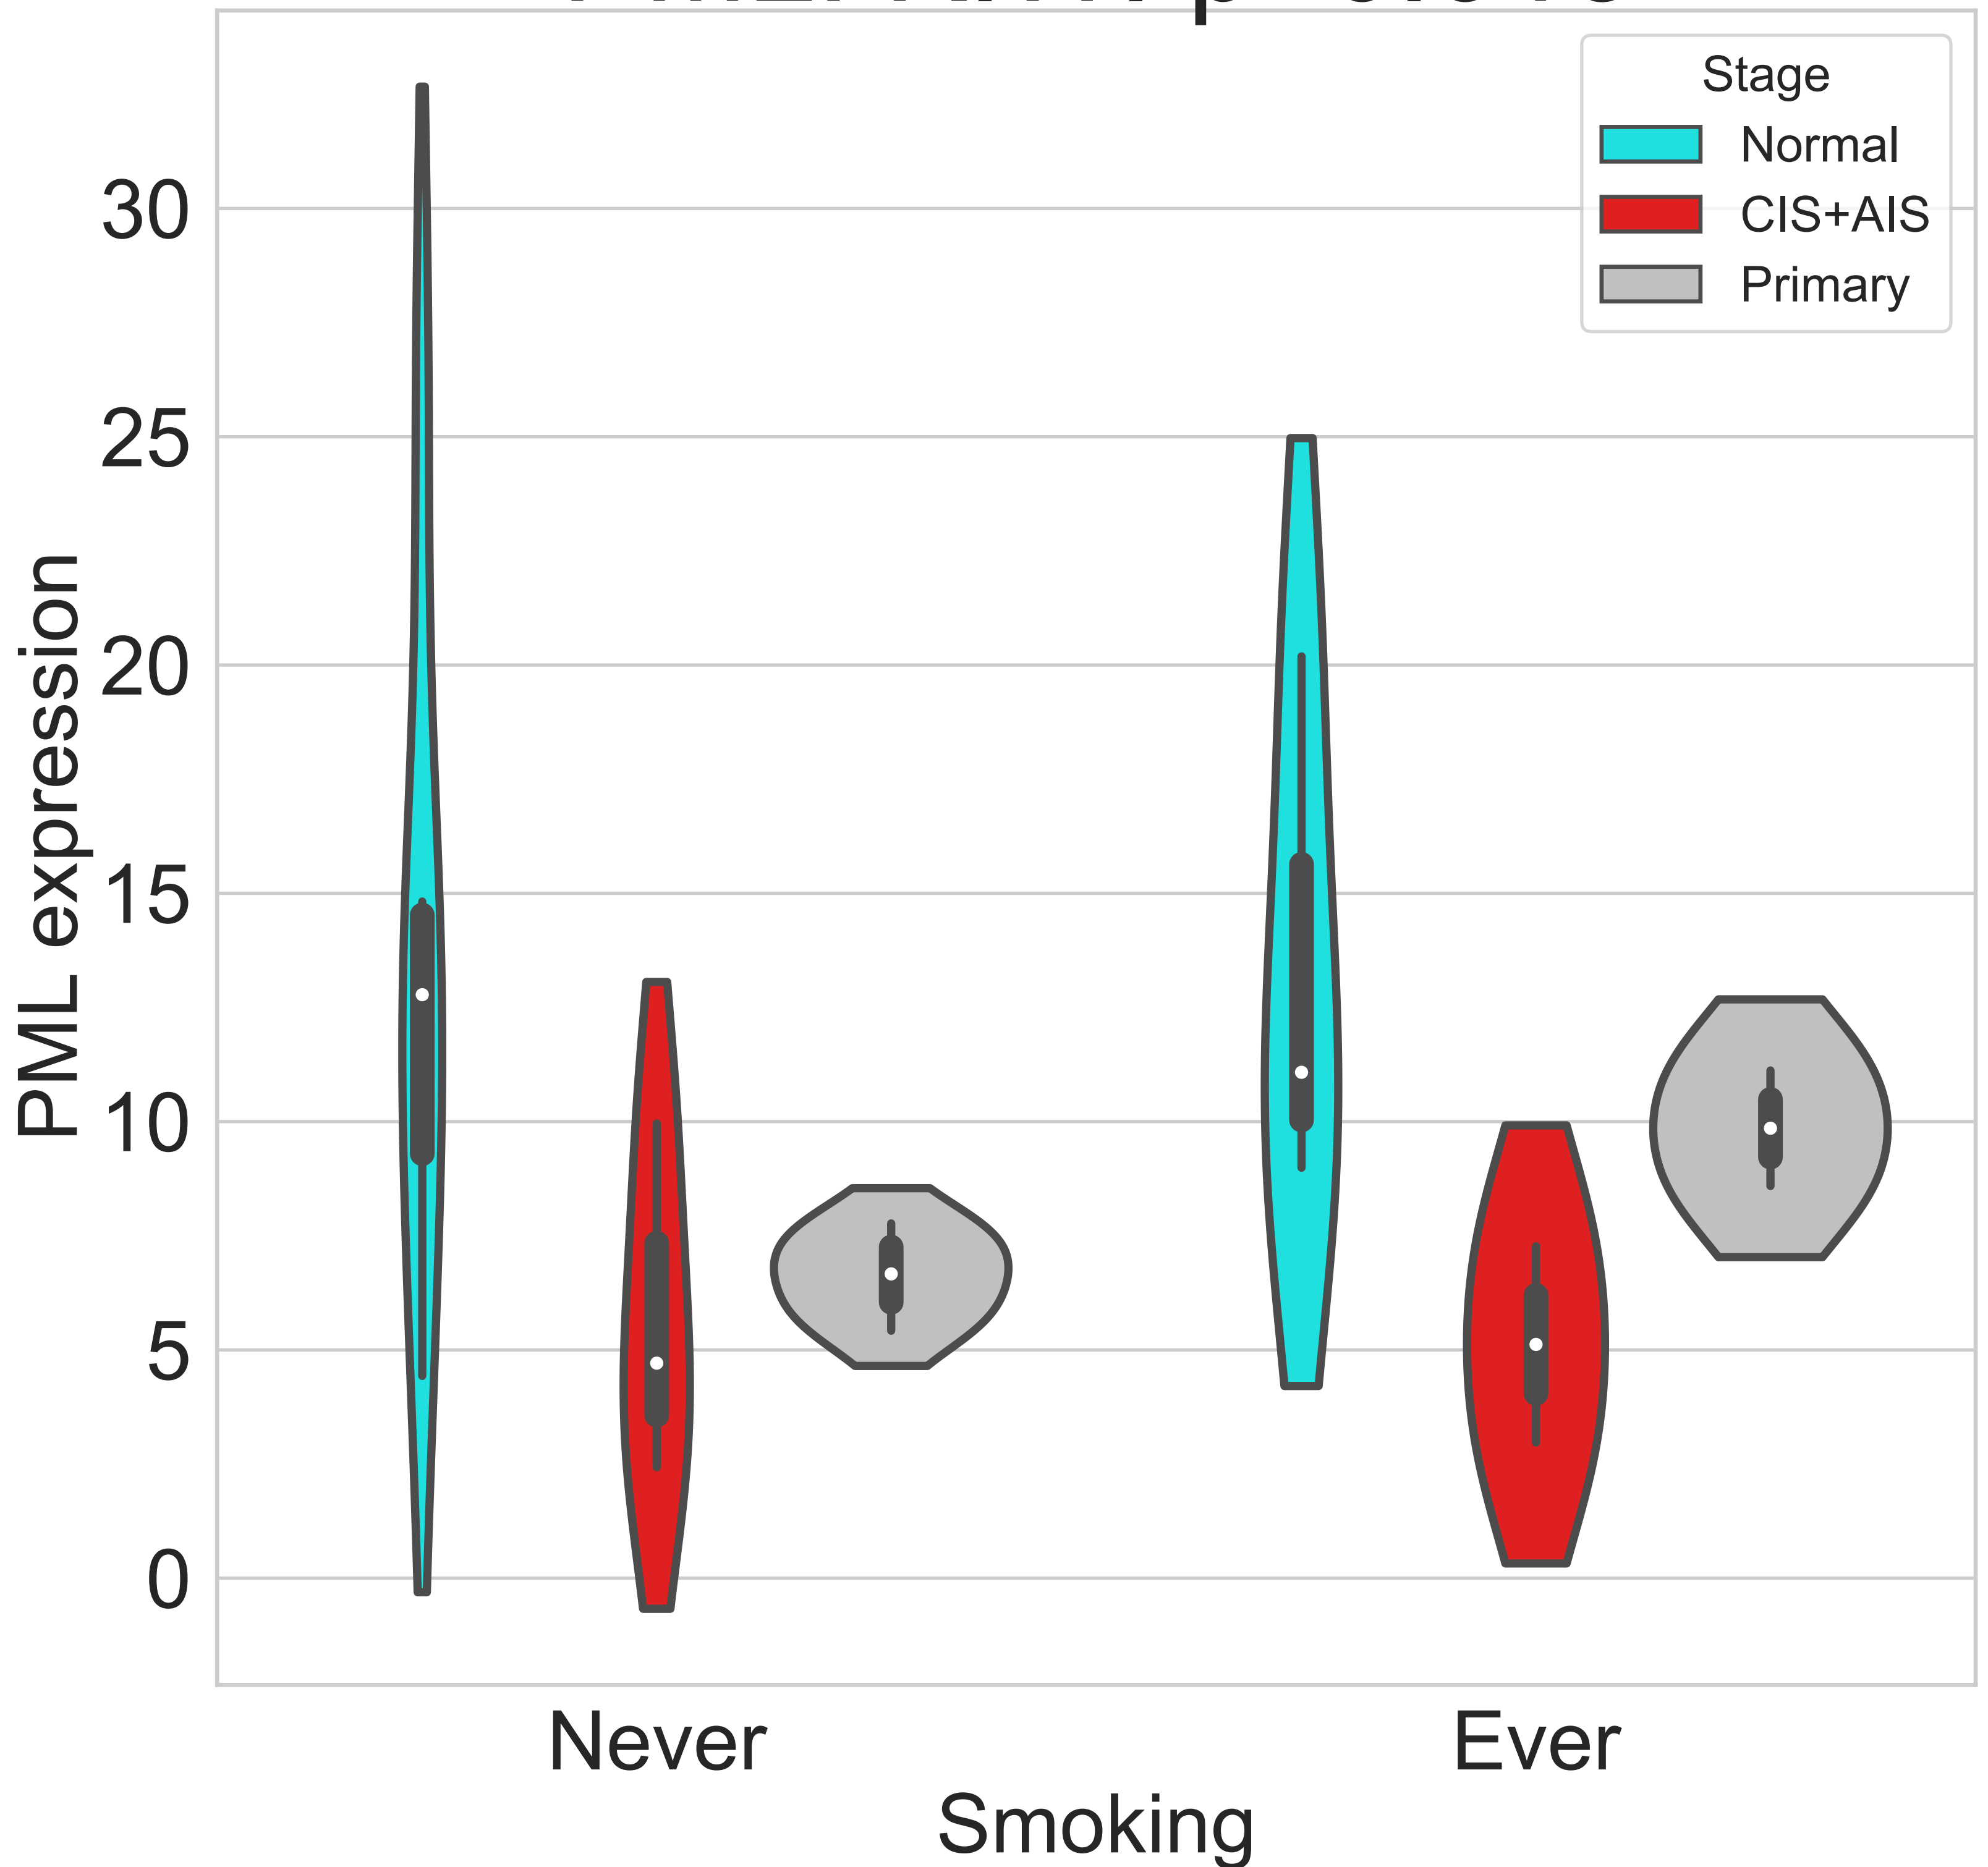 Stage
Normal
CIS+AIS
Primary
30
25
20
15
10
5
0
PML expression
Never
Ever
Smoking